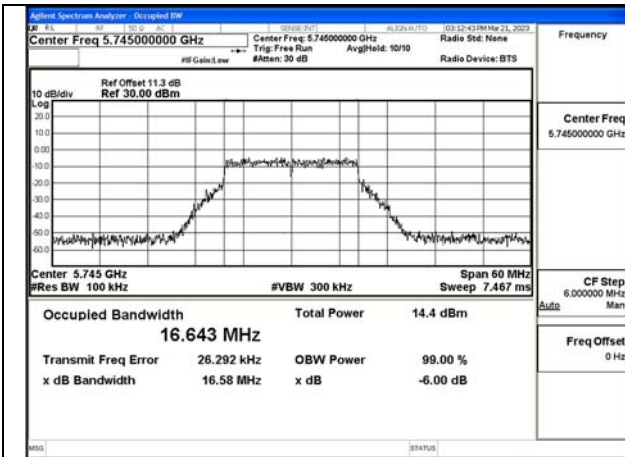 Agilent Spectrum Analyzer - Occupied BW
RL RF 50 Ω AC SENSE:INT ALIGN AUTO 03:12:43 PM Mar 21, 2023
Center Freq 5.745000000 GHz
Center Freq: 5.745000000 GHz
Radio Std: None
Trig: Free Run Avg|Hold: 10/10
#IFGain:Low
#Atten: 30 dB
Radio Device: BTS
Frequency
Ref Offset 11.3 dB
10 dB/div Ref 30.00 dBm
Log
20.0
10.0
0.00
-10.0
-20.0
-30.0
-40.0
-50.0
-60.0
Center 5.745 GHz
Span 60 MHz
#Res BW 100 kHz
#VBW 300 kHz
Sweep 7.467 ms
Occupied Bandwidth
16.643 MHz
Total Power 14.4 dBm
Transmit Freq Error 26.292 kHz OBW Power 99.00 %
x dB Bandwidth 16.58 MHz x dB -6.00 dB
Center Freq
5.745000000 GHz
CF Step
6.000000 MHz
Auto Man
Freq Offset
0 Hz
MSG STATUS